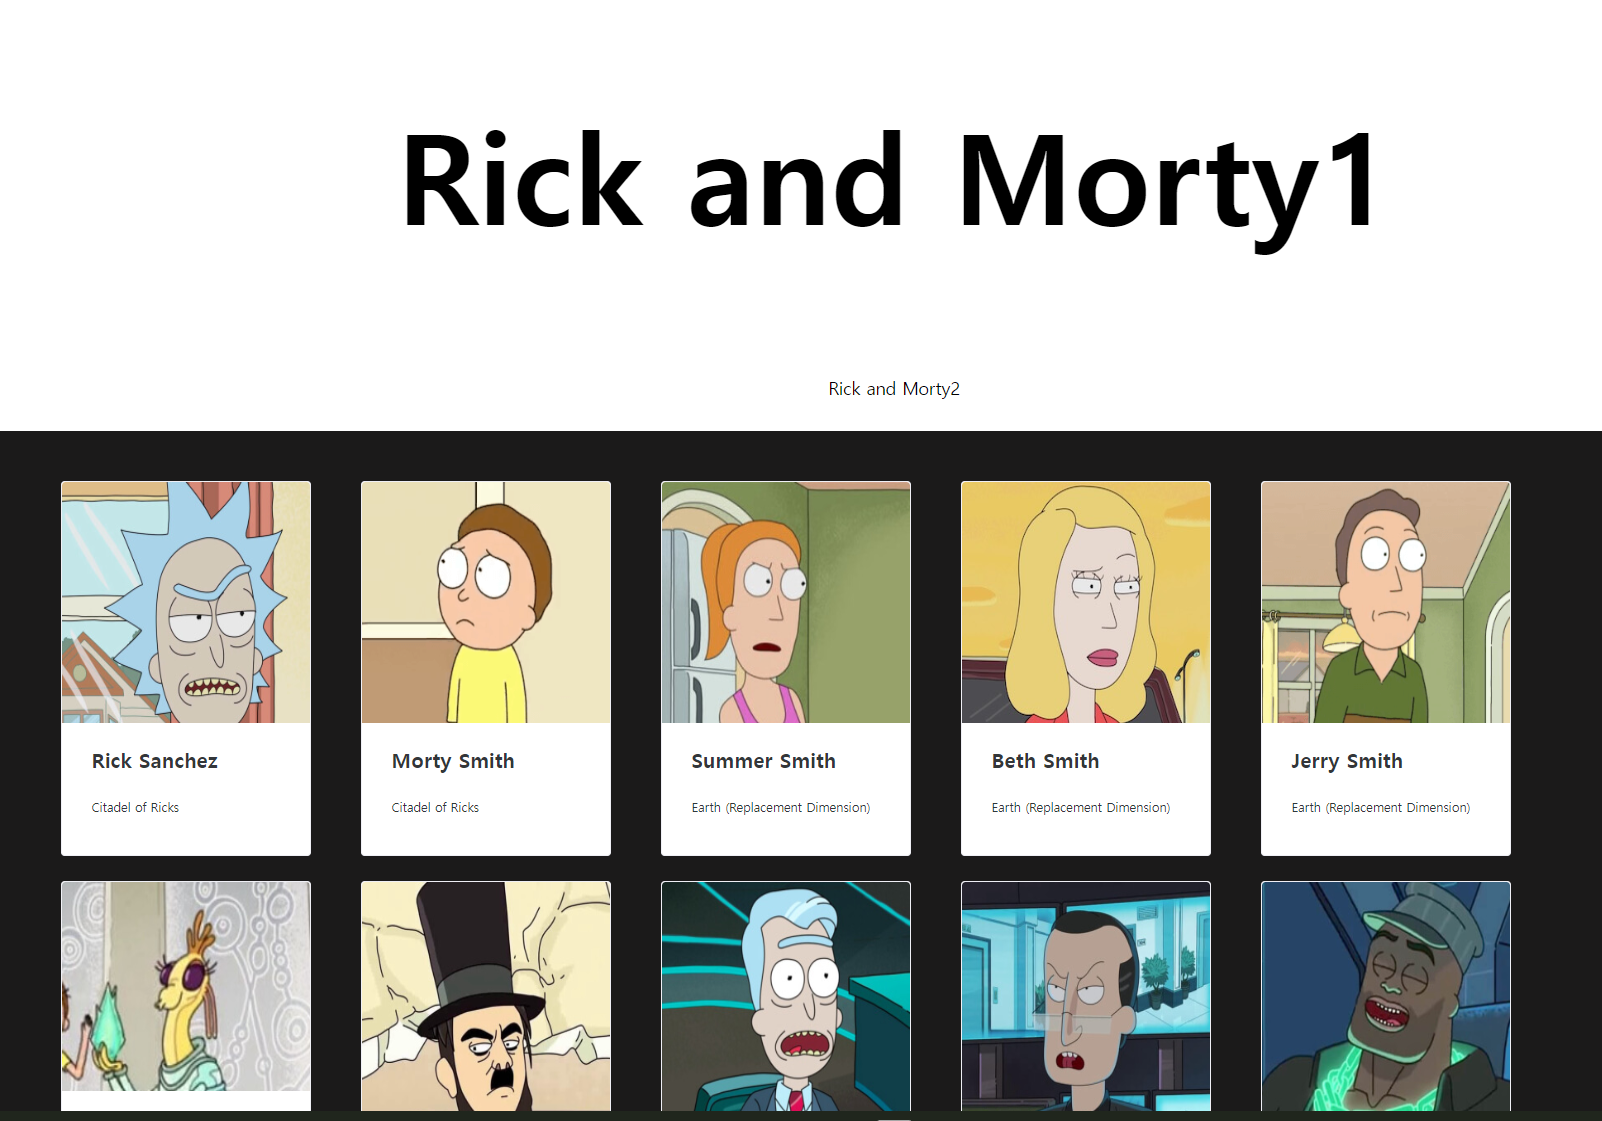 Rick and Morty1
Rick and Morty2
Rick Sanchez
Citadel of Ricks
Morty Smith
Citadel of Ricks
Summer Smith
Earth (Replacement Dimension)
Beth Smith
Earth (Replacement Dimension)
Jerry Smith
Earth (Replacement Dimension)